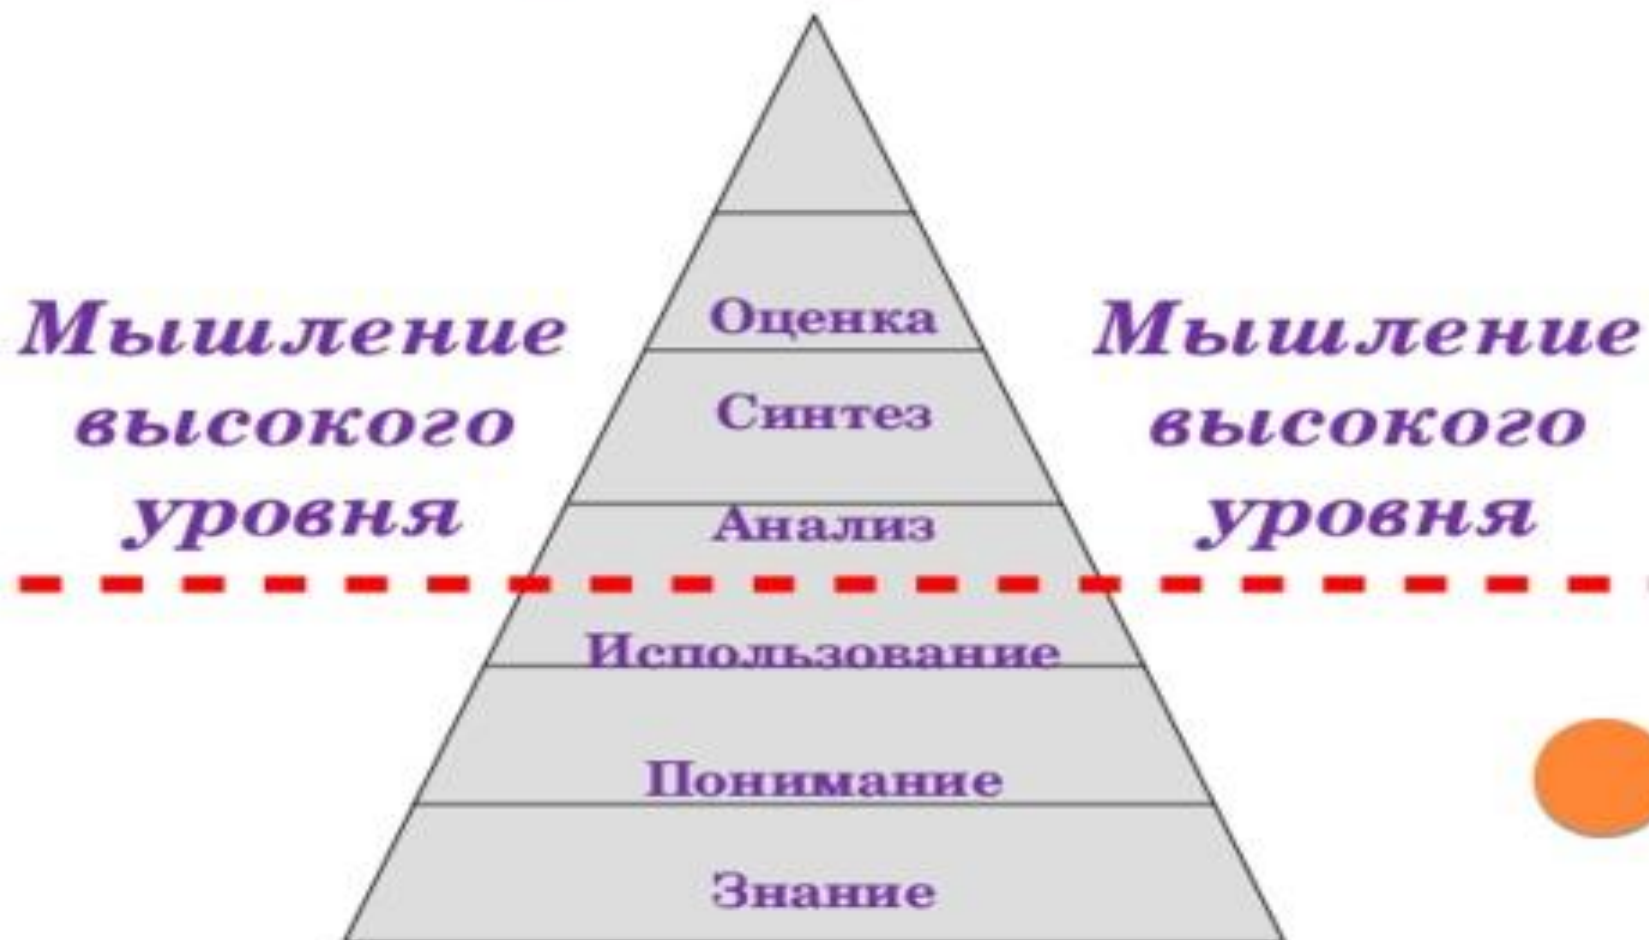 Мышление
высокого
уровня
Оценка
Синтез
Анализ
Использование
Понимание
Знание
Мышление
высокого
уровня